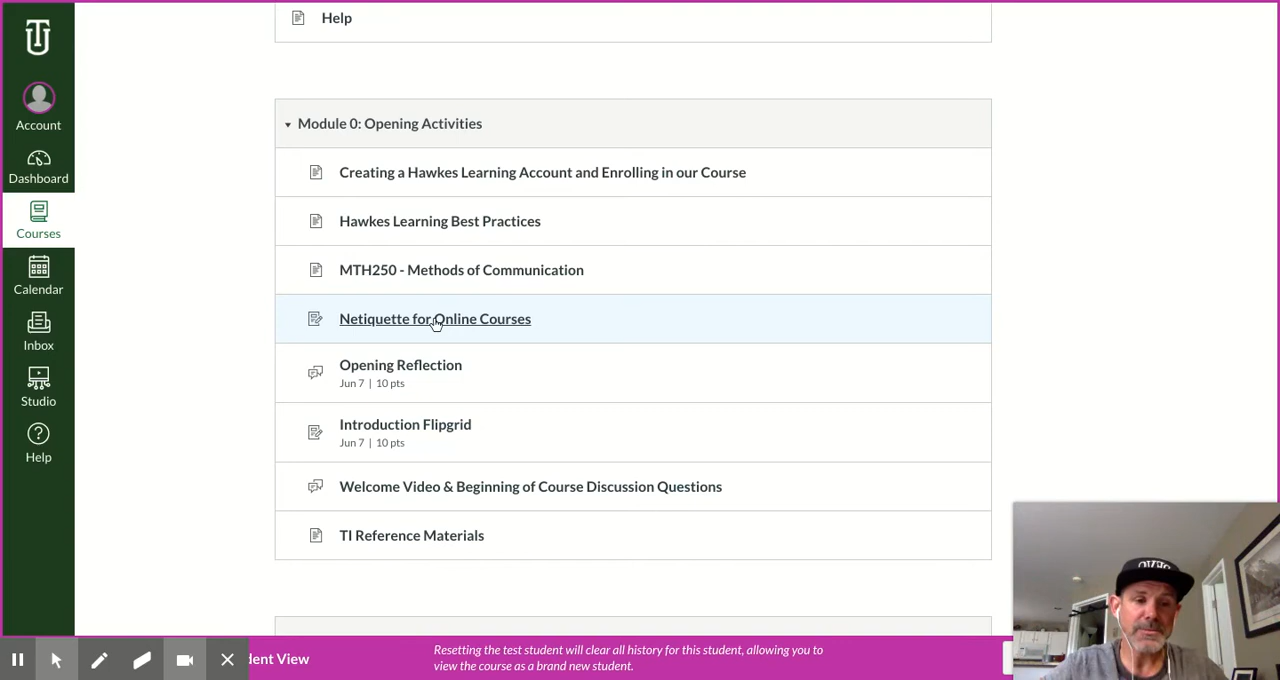 Help
Account
Dashboard
Courses
Calendar
Inbox
Studio
Help
Module 0: Opening Activities
Creating a Hawkes Learning Account and Enrolling in our Course
Hawkes Learning Best Practices
MTH250 - Methods of Communication
Netiquette for Online Courses
Opening Reflection
Jun 7 | 10 pts
Introduction Flipgrid
Jun 7 | 10 pts
Welcome Video & Beginning of Course Discussion Questions
TI Reference Materials
dent View
Resetting the test student will clear all history for this student, allowing you to
view the course as a brand new student.